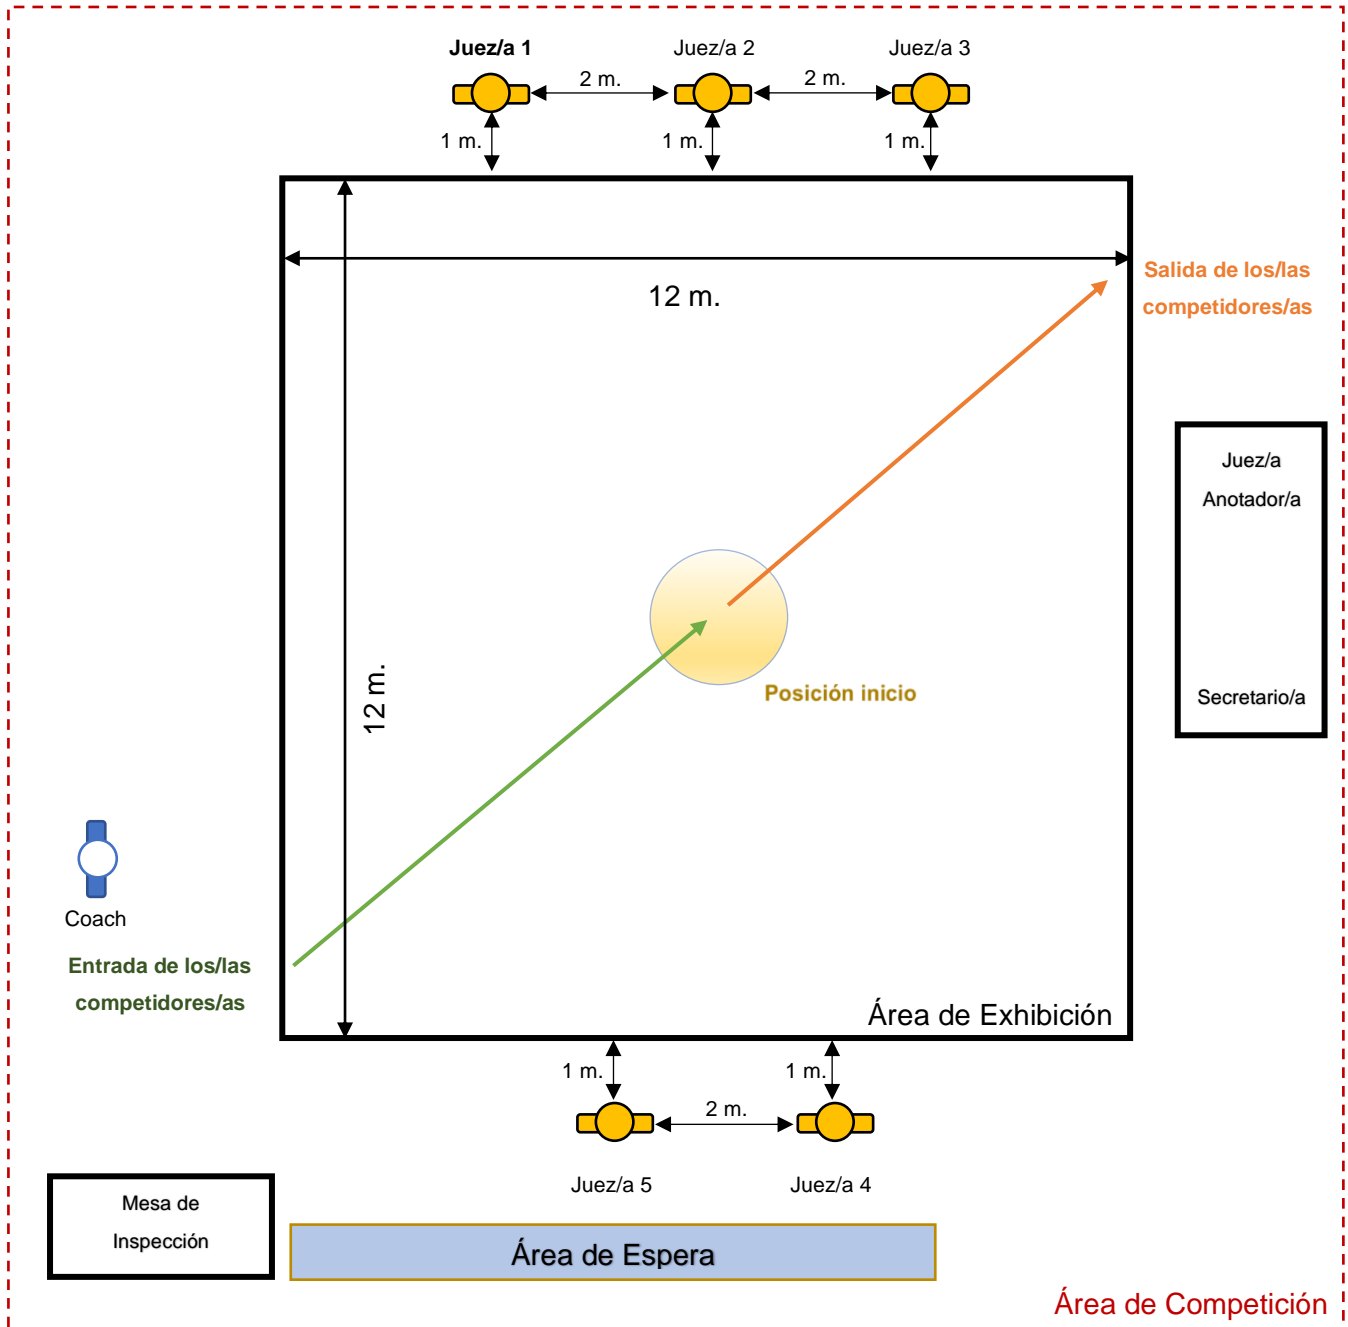 Juez/a 1
Juez/a 2
Juez/a 3
2 m.
2 m.
1 m.
1 m.
1 m.
12 m.
Salida de los/las
competidores/as
Juez/a
Anotador/a
Secretario/a
12 m.
Posición inicio
Coach
Entrada de los/las
competidores/as
Área de Exhibición
1 m.
1 m.
2 m.
Juez/a 5
Juez/a 4
Mesa de
Inspección
Área de Espera
Área de Competición